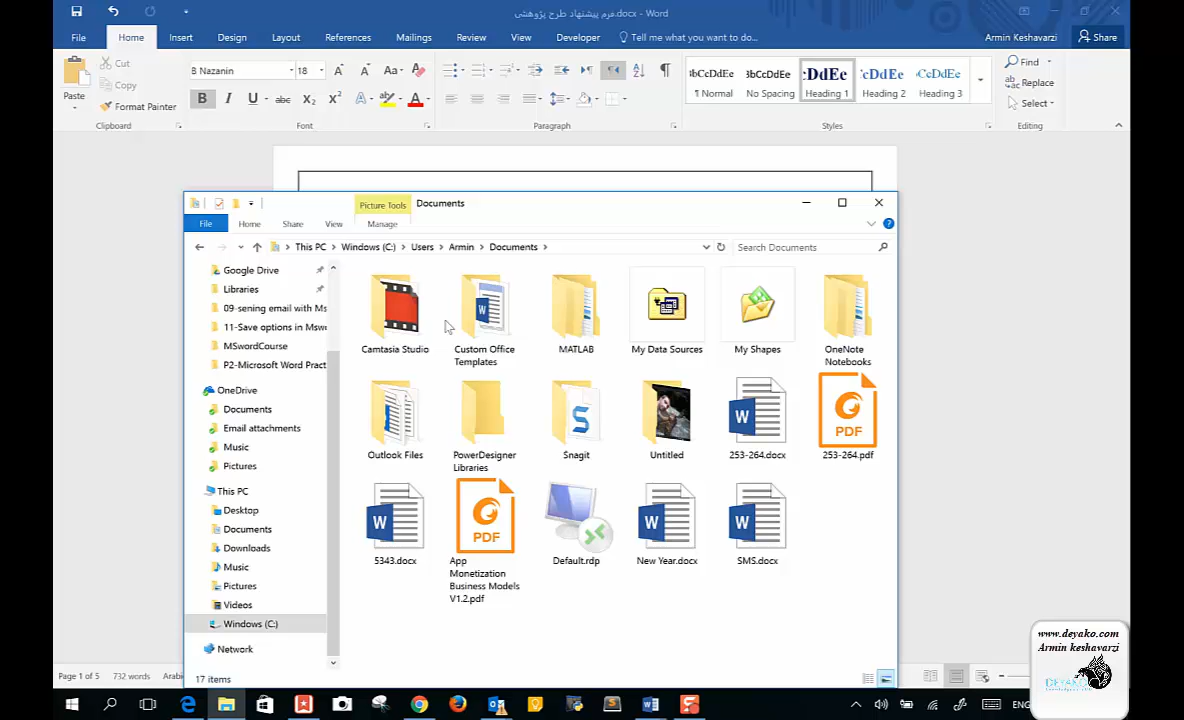 فرم پیشنهاد طرح پژوهشی.docx - Word
File
Home
Insert
Design
Layout
References
Mailings
Review
View
Developer
Tell me what you want to do...
Armin Keshavarzi
Share
Paste
Cut
Copy
Format Painter
Clipboard
B Nazanin
18
Font
Paragraph
Normal
No Spacing
Heading 1
Heading 2
Heading 3
Styles
Find
Replace
Select
Editing
Picture Tools
Documents
File
Home
Share
View
Manage
This PC
Windows (C:)
Users
Armin
Documents
Search Documents
Google Drive
Libraries
09-sening email with Ms
11-Save options in Mswo
MSwordCourse
P2-Microsoft Word Pract
OneDrive
Documents
Email attachments
Music
Pictures
This PC
Desktop
Documents
Downloads
Music
Pictures
Videos
Windows (C:)
Network
17 items
Camtasia Studio
Custom Office
Templates
MATLAB
My Data Sources
My Shapes
OneNote
Notebooks
Outlook Files
PowerDesigner
Libraries
Snagit
Untitled
253-264.docx
PDF
253-264.pdf
5343.docx
PDF
App
Monetization
Business Models
V1.2.pdf
Default.rdp
New Year.docx
SMS.docx
Page 1 of 5
732 words
Arabi
www.deyako.com
Armin keshavarzi
DEYAKO
ENG